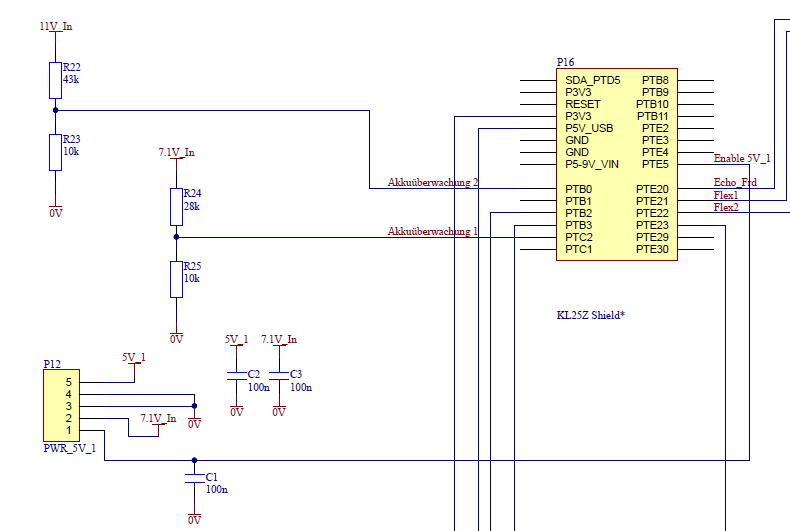 11V_In
R22
43k
R23
10k
0V
7.1V_In
R24
28k
R25
10k
0V
Akkuüberwachung 2
Akkuüberwachung 1
P16
SDA_PTD5 PTB8
P3V3 PTB9
RESET PTB10
P3V3 PTB11
P5V_USB PTE2
GND PTE3
GND PTE4
P5-9V_VIN PTE5
PTB0 PTE20
PTB1 PTE21
PTB2 PTE22
PTB3 PTE23
PTC2 PTE29
PTC1 PTE30
KL25Z Shield*
Enable 5V_1
Echo_Frd
Flex1
Flex2
5V_1
C2
100n
0V
7.1V_In
C3
100n
0V
P12
5
4
3
2
1
PWR_5V_1
5V_1
0V
7.1V_In
C1
100n
0V